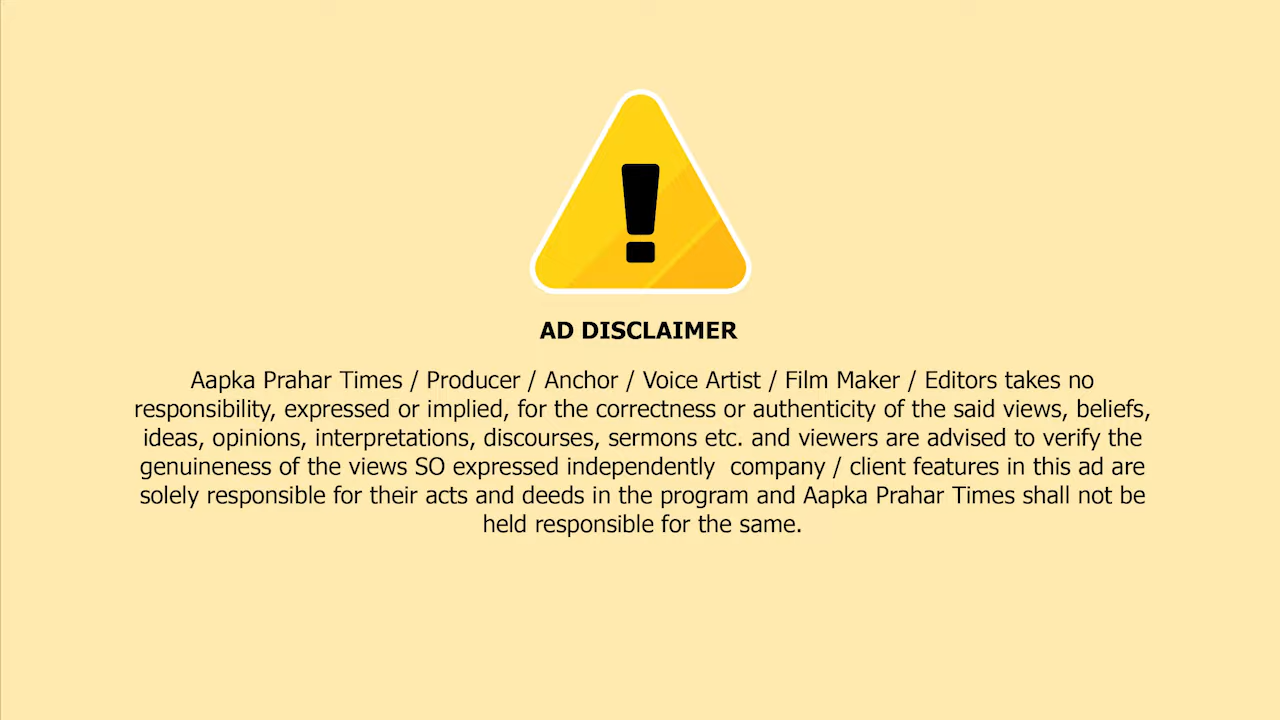 AD DISCLAIMER
Aapka Prahar Times / Producer / Anchor / Voice Artist / Film Maker / Editors takes no
responsibility, expressed or implied, for the correctness or authenticity of the said views, beliefs,
ideas, opinions, interpretations, discourses, sermons etc. and viewers are advised to verify the
genuineness of the views SO expressed independently  company / client features in this ad are
solely responsible for their acts and deeds in the program and Aapka Prahar Times shall not be
held responsible for the same.